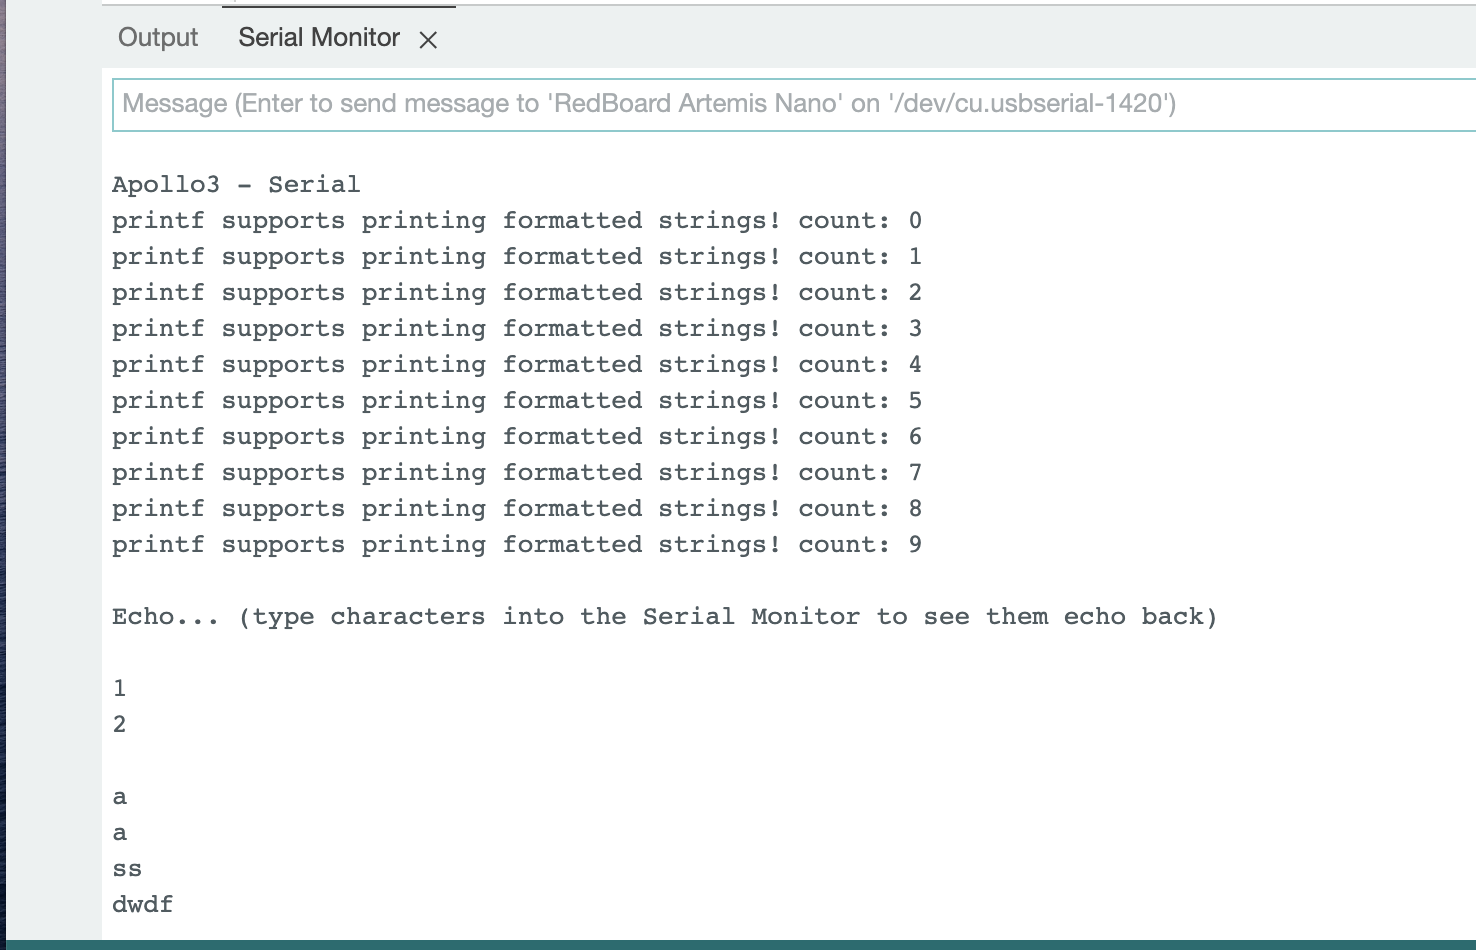 Output Serial Monitor
Message (Enter to send message to 'RedBoard Artemis Nano' on '/dev/cu.usbserial-1420')
Apollo3 - Serial
printf supports printing formatted strings! count: 0
printf supports printing formatted strings! count: 1
printf supports printing formatted strings! count: 2
printf supports printing formatted strings! count: 3
printf supports printing formatted strings! count: 4
printf supports printing formatted strings! count: 5
printf supports printing formatted strings! count: 6
printf supports printing formatted strings! count: 7
printf supports printing formatted strings! count: 8
printf supports printing formatted strings! count: 9
Echo... (type characters into the Serial Monitor to see them echo back)
1
2
a
a
ss
dwdf